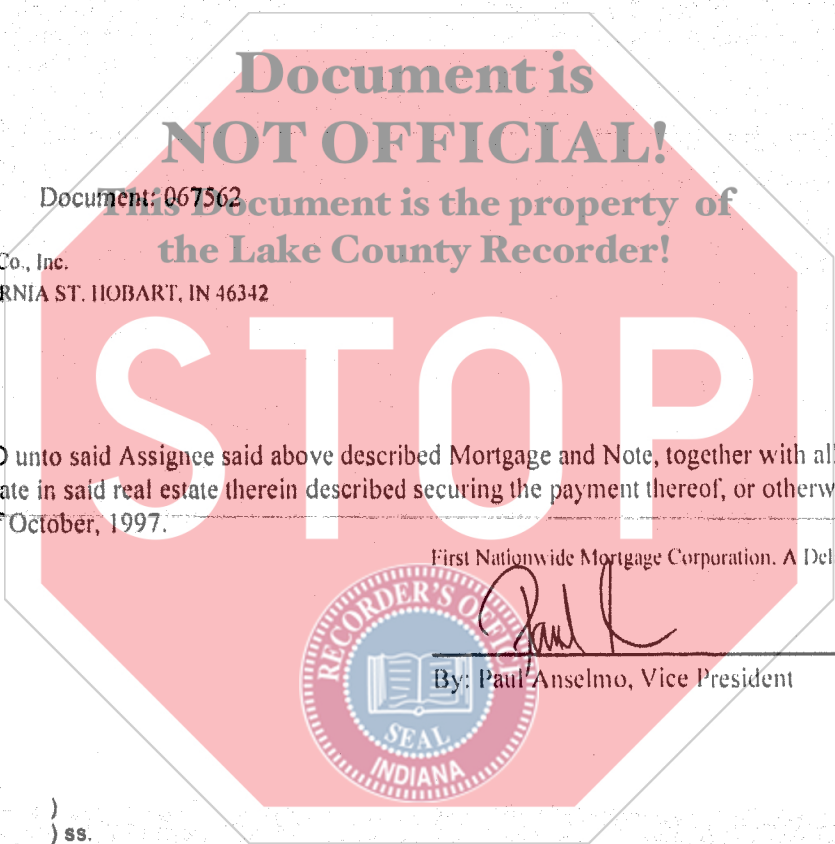 Document is
NOT OFFICIAL!
Document: 067562
This Document is the property of
the Lake County Recorder!
Co., Inc.
RNIA ST. HOBART, IN 46342
STOP
O unto said Assignee said above described Mortgage and Note, together with all
ate in said real estate therein described securing the payment thereof, or otherw
f October, 1997.
First Nationwide Mortgage Corporation. A Del
Paul
By: Paul Anselmo, Vice President
RECORDER'S OFFICE
SEAL
INDIANA
)
) ss.